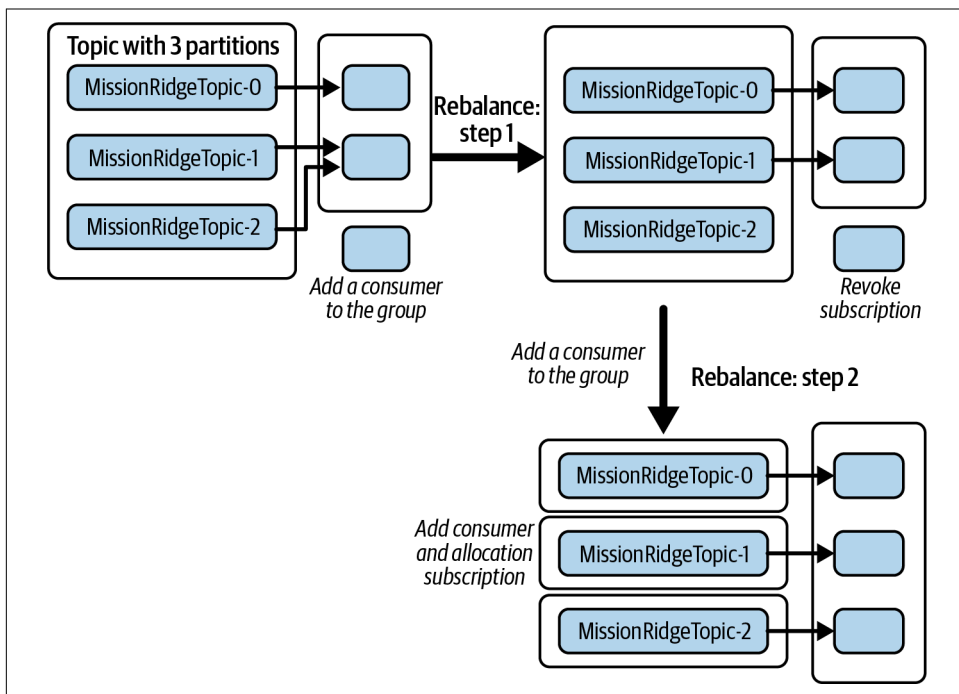 Topic with 3 partitions
MissionRidgeTopic-0
MissionRidgeTopic-1
MissionRidgeTopic-2
Add a consumer
to the group
Rebalance:
step 1
MissionRidgeTopic-0
MissionRidgeTopic-1
MissionRidgeTopic-2
Revoke
subscription
Add a consumer
to the group
Rebalance: step 2
MissionRidgeTopic-0
Add consumer
and allocation
subscription
MissionRidgeTopic-1
MissionRidgeTopic-2